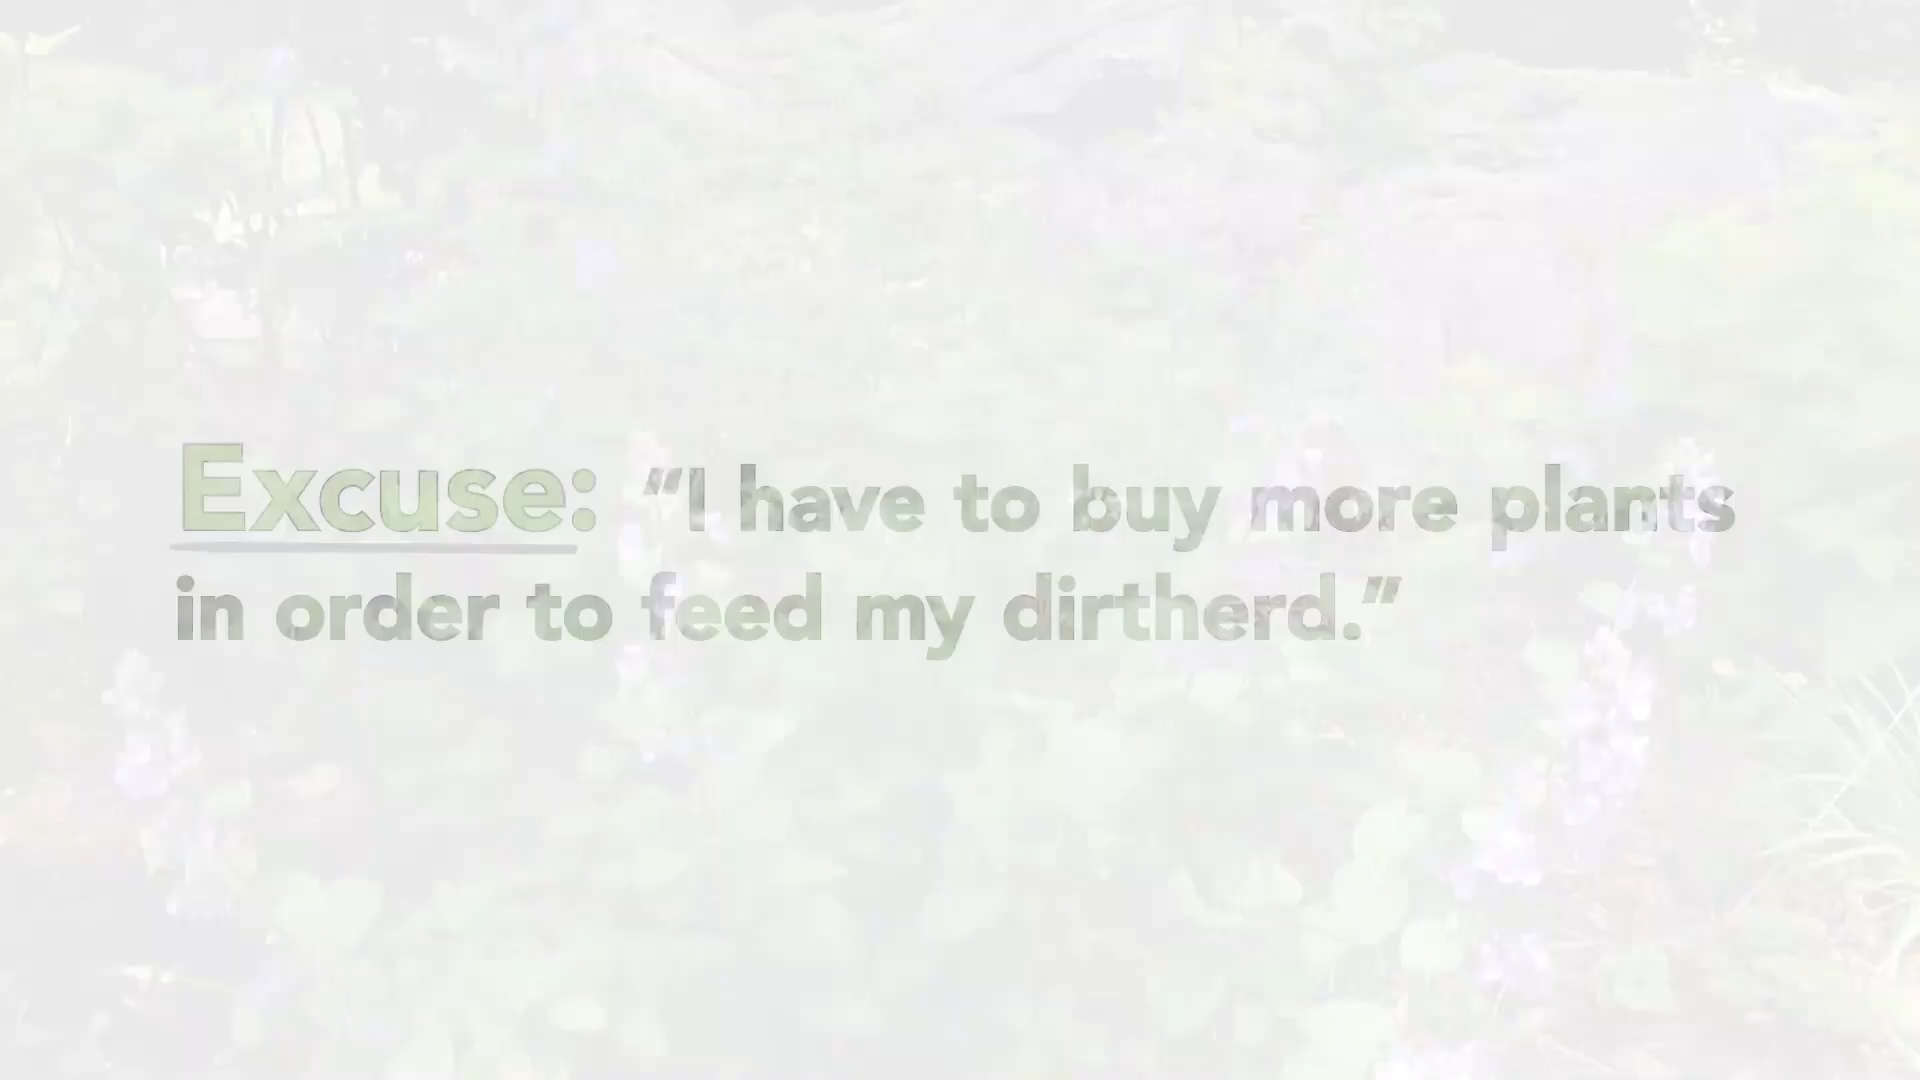 Excuse: “I have to buy more plants
in order to feed my dirtherd.”